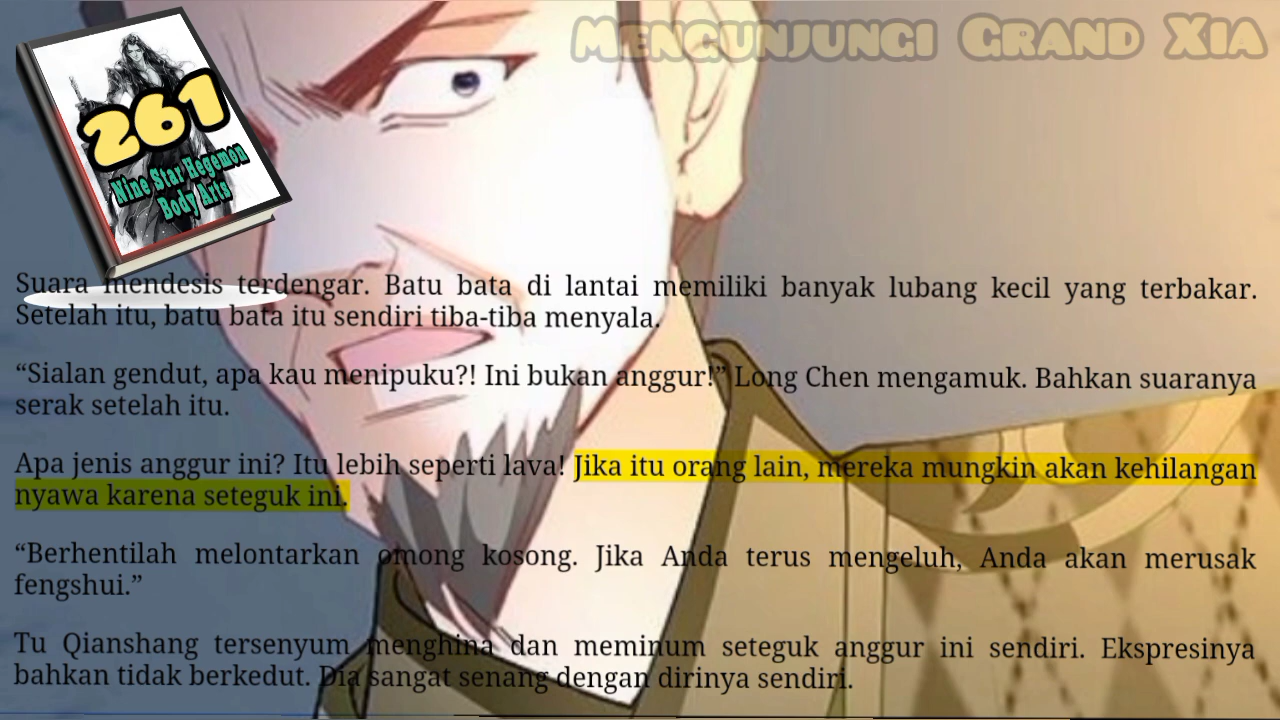 Mengunjungi Grand Xia
261
Nine Star Hegemon
Body Arts
Suara mendesis terdengar. Batu bata di lantai memiliki banyak lubang kecil yang terbakar.
Setelah itu, batu bata itu sendiri tiba-tiba menyala.
“Sialan gendut, apa kau menipuku?! Ini bukan anggur!” Long Chen mengamuk. Bahkan suaranya
serak setelah itu.
Apa jenis anggur ini? Itu lebih seperti lava! Jika itu orang lain, mereka mungkin akan kehilangan
nyawa karena seteguk ini.
“Berhentilah melontarkan omong kosong. Jika Anda terus mengeluh, Anda akan merusak
fengshui.”
Tu Qianshang tersenyum menghina dan meminum seteguk anggur ini sendiri. Ekspresinya
bahkan tidak berkedut. Dia sangat senang dengan dirinya sendiri.